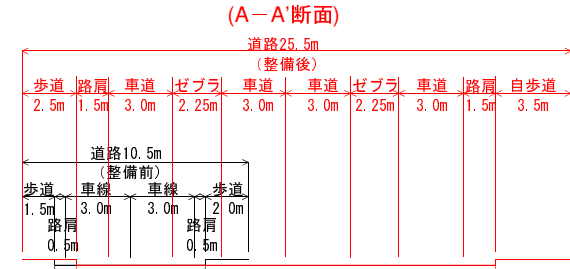 (A－A'断面)
道路25.5m
(整備後)
歩道 路肩 車道 ゼブラ 車道 車道 ゼブラ 車道 路肩 自歩道
2.5m 1.5m 3.0m 2.25m 3.0m 3.0m 2.25m 3.0m 1.5m 3.5m
道路10.5m
(整備前)
歩道 車線 車線 歩道
1.5m 3.0m 3.0m 2.0m
路肩 路肩
0.5m 0.5m